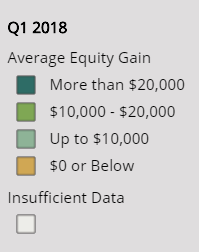 Q1 2018
Average Equity Gain
More than $20,000
$10,000 - $20,000
Up to $10,000
$0 or Below
Insufficient Data